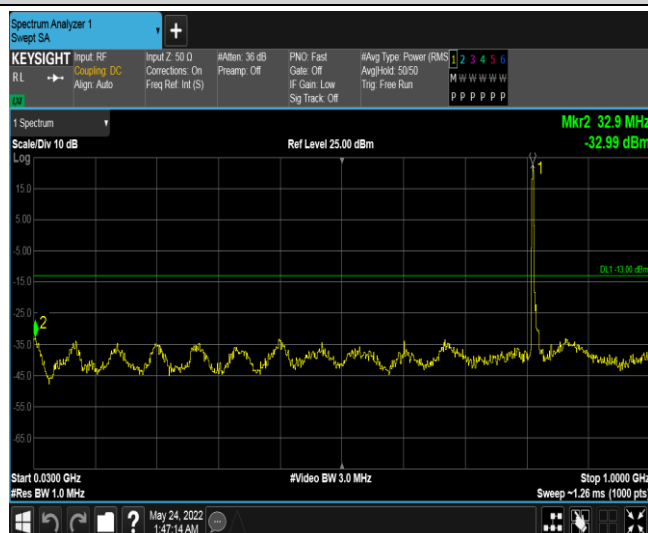 Spectrum Analyzer 1
Swept SA
KEYSIGHT
RL
Input: RF
Coupling: DC
Align: Auto
Input Z: 50 Ω
Corrections: On
Freq Ref: Int (S)
#Atten: 36 dB
Preamp: Off
PNO: Fast
Gate: Off
IF Gain: Low
Sig Track: Off
#Avg Type: Power (RMS
Avg|Hold: 50/50
Trig: Free Run
1 2 3 4 5 6
M W W W W W
P P P P P P
1 Spectrum
Mkr2 32.9 MHz
Scale/Div 10 dB
Ref Level 25.00 dBm
-32.99 dBm
Log
1
15.0
5.00
-5.00
DL1 -13.00 dBm
-15.0
-25.0
2
-35.0
-45.0
-55.0
-65.0
Start 0.0300 GHz
#Video BW 3.0 MHz
Stop 1.0000 GHz
#Res BW 1.0 MHz
Sweep ~1.26 ms (1000 pts)
?
May 24, 2022
1:47:14 AM